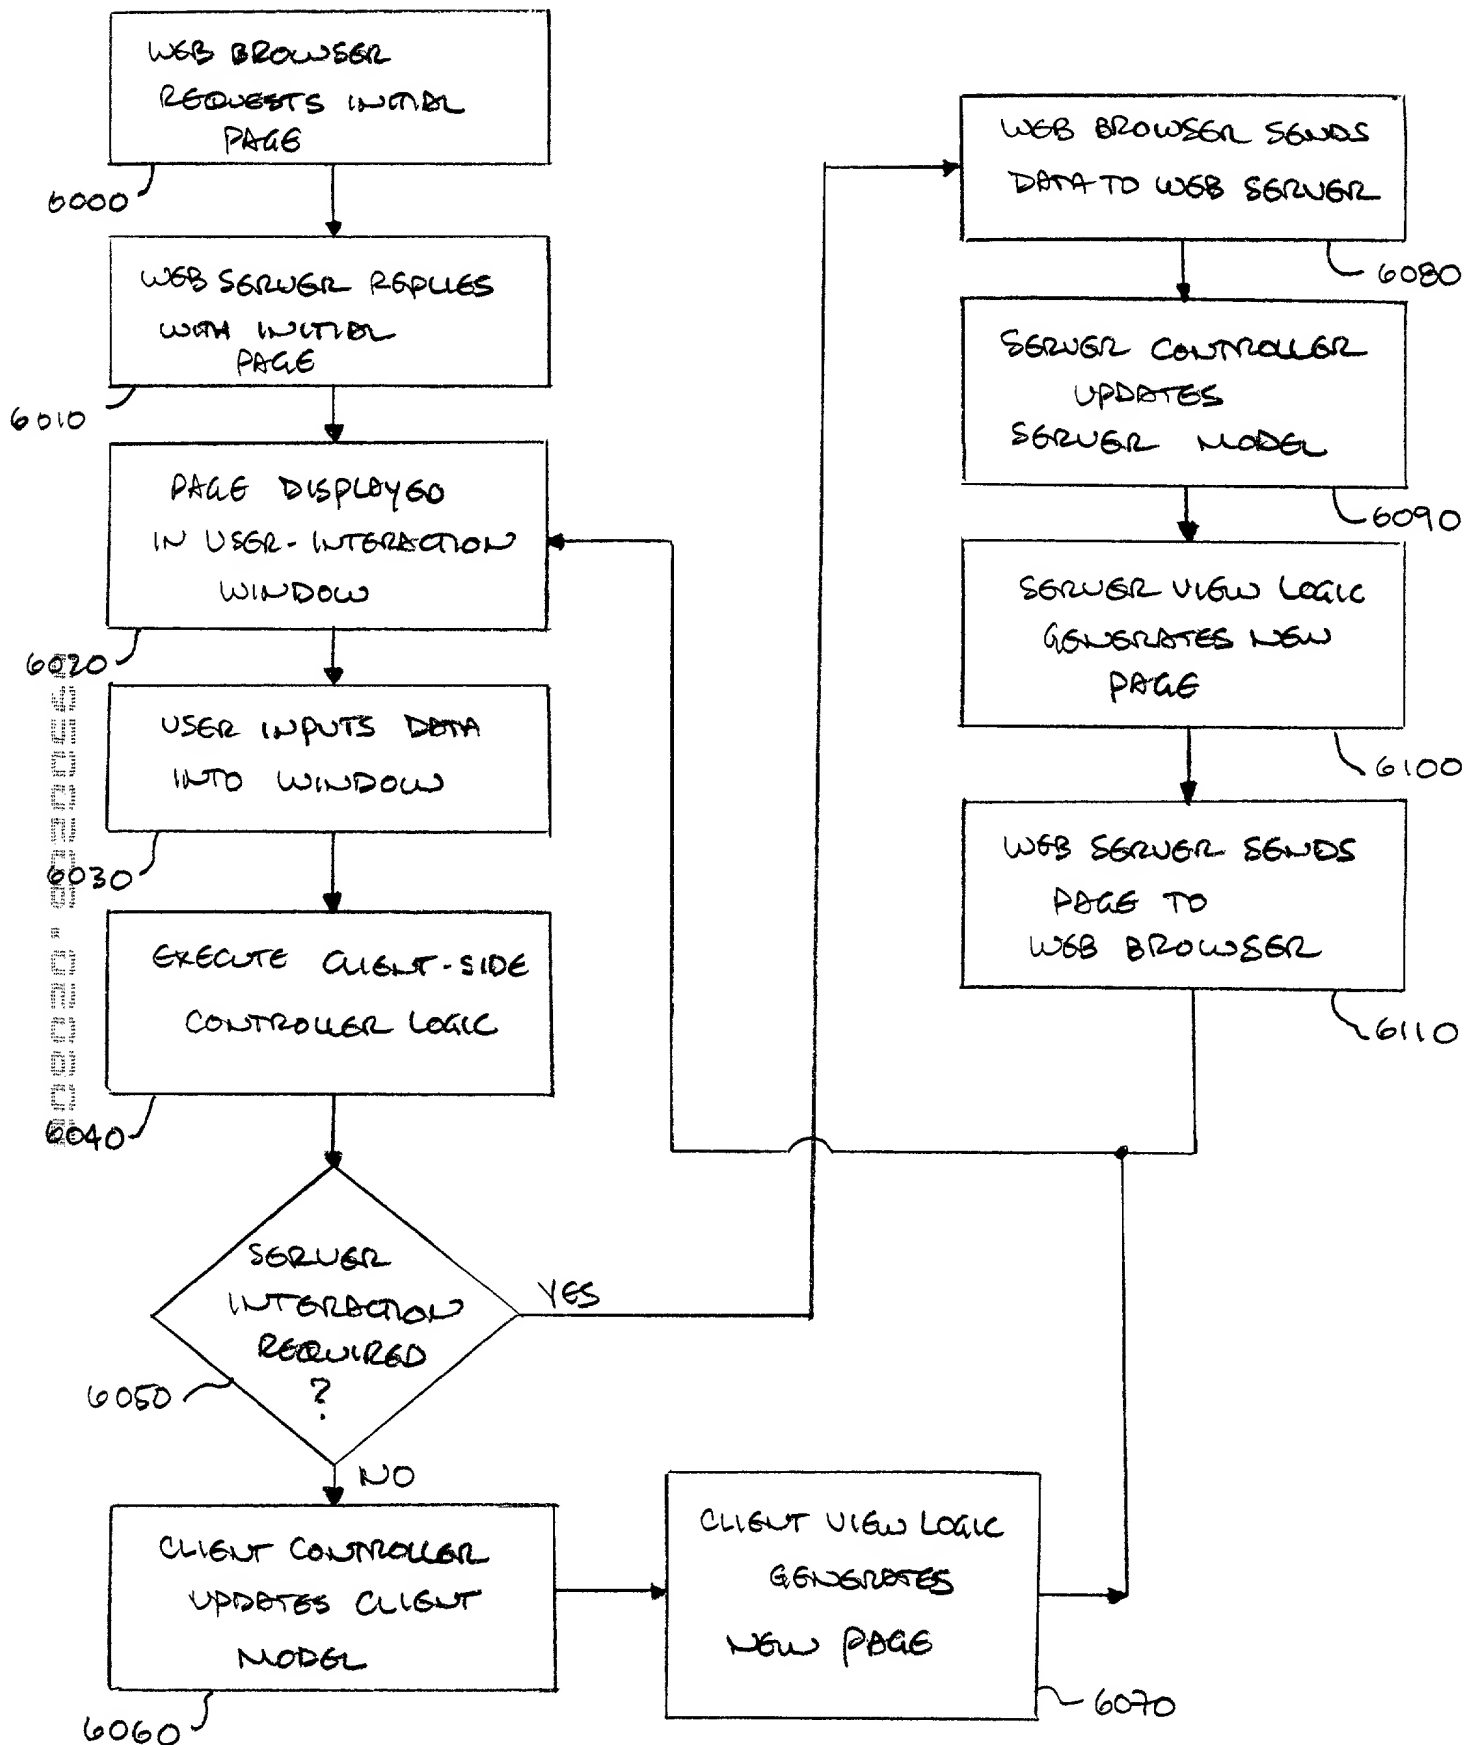 WEB BROWSER
REQUESTS INITIAL
PAGE
6000
WEB SERVER REPLIES
WITH INITIAL
PAGE
6010
PAGE DISPLAYED
IN USER-INTERACTION
WINDOW
6020
USER INPUTS DATA
INTO WINDOW
6030
EXECUTE CLIENT-SIDE
CONTROLLER LOGIC
6040
SERVER
INTERACTION
REQUIRED
?
6050
YES
NO
CLIENT CONTROLLER
UPDATES CLIENT
MODEL
6060
CLIENT VIEW LOGIC
GENERATES
NEW PAGE
6070
WEB BROWSER SENDS
DATA TO WEB SERVER
6080
SERVER CONTROLLER
UPDATES
SERVER MODEL
6090
SERVER VIEW LOGIC
GENERATES NEW
PAGE
6100
WEB SERVER SENDS
PAGE TO
WEB BROWSER
6110